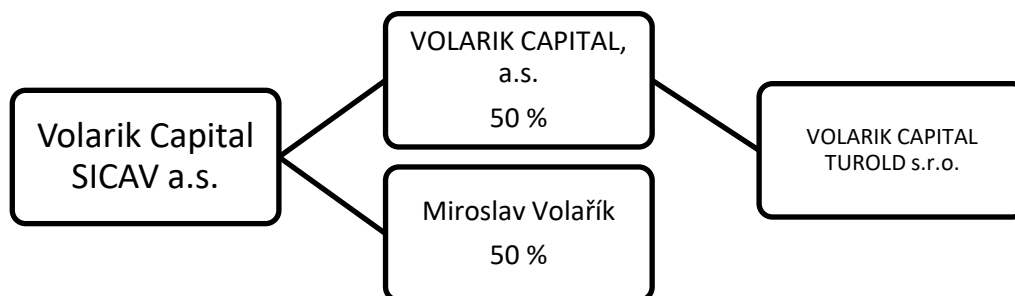 Volarik Capital
SICAV a.s.
VOLARIK CAPITAL,
a.s.
50 %
Miroslav Volařík
50 %
VOLARIK CAPITAL
TUROLD s.r.o.